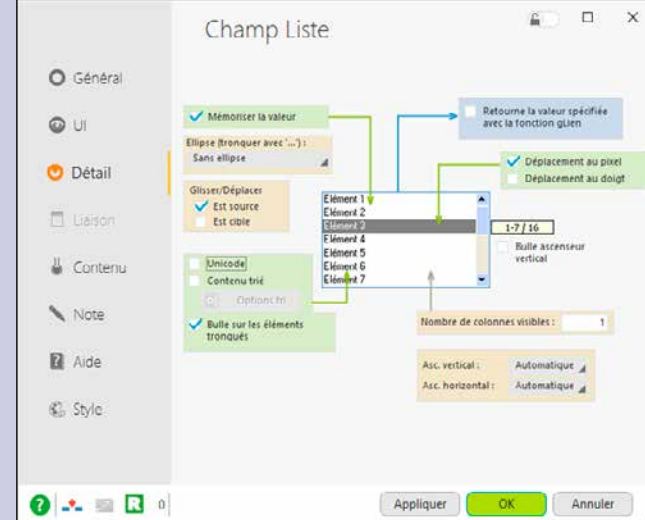 Champ Liste
Général
UI
Détail
Liaison
Contenu
Note
Aide
Style
Mémoriser la valeur
Retourne la valeur spécifiée
avec la fonction gLien
Ellipse (tronquer avec '...') :
Sans ellipse
Déplacement au pixel
Déplacement au doigt
Glisser/Déplacer
Est source
Est cible
Elément 1
Elément 2
Elément 3
Elément 4
Elément 5
Elément 6
Elément 7
1-7 / 16
Bulle ascenseur
vertical
Unicode
Contenu trié
Options tri
Bulle sur les éléments
tronqués
Nombre de colonnes visibles : 1
Asc. vertical : Automatique
Asc. horizontal : Automatique
? R 0
Appliquer OK Annuler